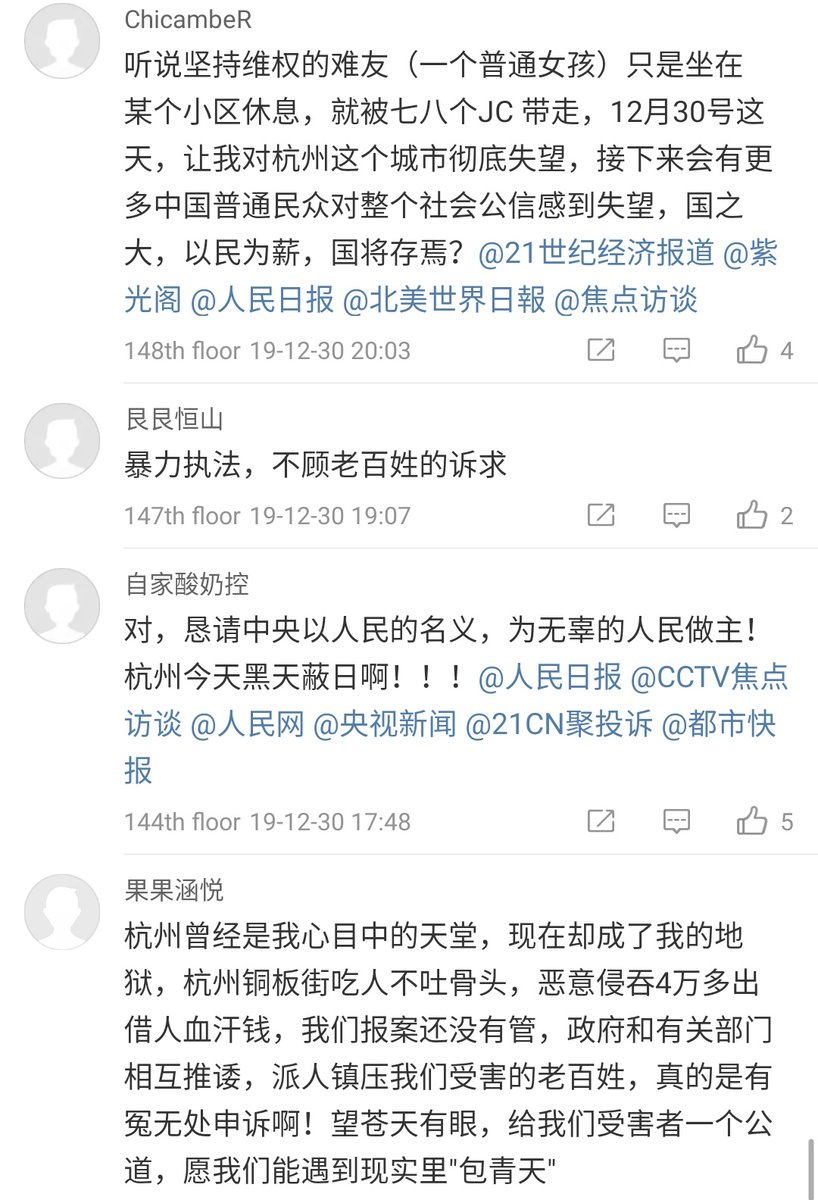 ChicambeR
听说坚持维权的难友（一个普通女孩）只是坐在
某个小区休息，就被七八个JC 带走，12月30号这
天，让我对杭州这个城市彻底失望，接下来会有更
多中国普通民众对整个社会公信感到失望，国之
大，以民为薪，国将存焉？@21世纪经济报道 @紫
光阁 @人民日报 @北美世界日報 @焦点访谈
148th floor 19-12-30 20:03
4
艮艮恒山
暴力执法，不顾老百姓的诉求
147th floor 19-12-30 19:07
2
自家酸奶控
对，恳请中央以人民的名义，为无辜的人民做主！
杭州今天黑天蔽日啊！！！@人民日报 @CCTV焦点
访谈 @人民网 @央视新闻 @21CN聚投诉 @都市快
报
144th floor 19-12-30 17:48
5
果果涵悦
杭州曾经是我心目中的天堂，现在却成了我的地
狱，杭州铜板街吃人不吐骨头，恶意侵吞4万多出
借人血汗钱，我们报案还没有管，政府和有关部门
相互推诿，派人镇压我们受害的老百姓，真的是有
冤无处申诉啊！望苍天有眼，给我们受害者一个公
道，愿我们能遇到现实里"包青天"